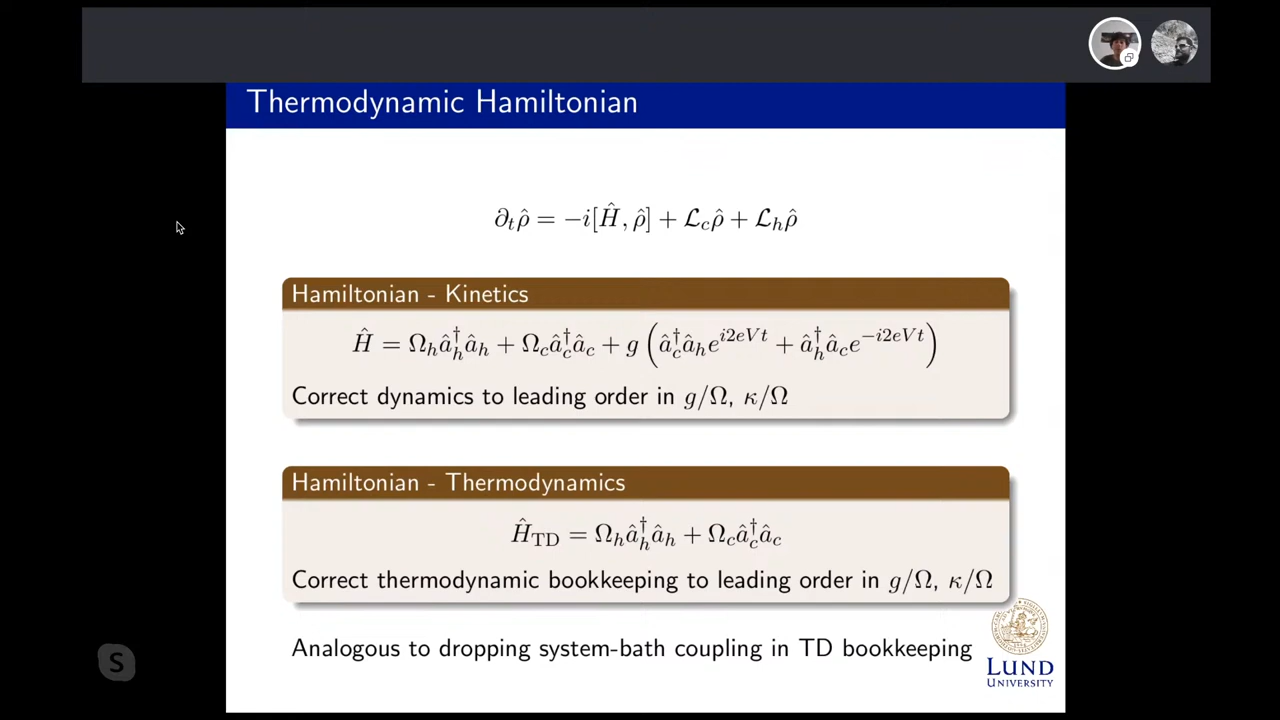 Thermodynamic Hamiltonian
∂ₜρ̂ = −i[Ĥ, ρ̂] + ℒ_c ρ̂ + ℒ_h ρ̂
Hamiltonian - Kinetics
Ĥ = Ω_h â_h† â_h + Ω_c â_c† â_c + g ( â_c† â_h e^{i2eVt} + â_h† â_c e^{−i2eVt} )
Correct dynamics to leading order in g/Ω, κ/Ω
Hamiltonian - Thermodynamics
Ĥ_TD = Ω_h â_h† â_h + Ω_c â_c† â_c
Correct thermodynamic bookkeeping to leading order in g/Ω, κ/Ω
Analogous to dropping system-bath coupling in TD bookkeeping
S
LUND
UNIVERSITY